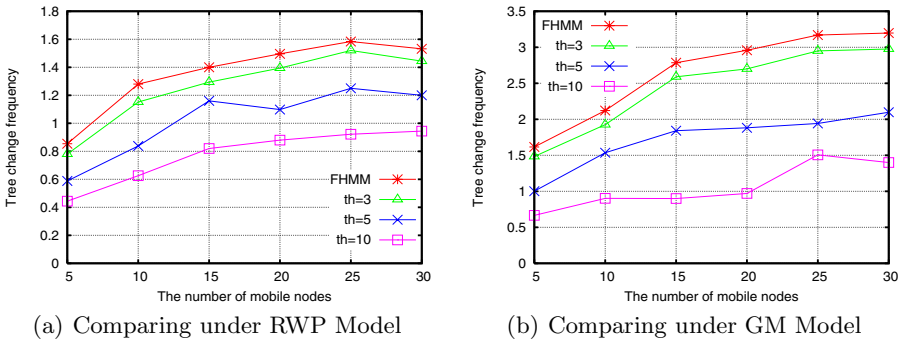 1.8
1.6
1.4
1.2
1
0.8
0.6
0.4
0.2
0
Tree change frequency
FHMM
th=3
th=5
th=10
5 10 15 20 25 30
The number of mobile nodes
(a) Comparing under RWP Model
3.5
3
2.5
2
1.5
1
0.5
0
Tree change frequency
FHMM
th=3
th=5
th=10
5 10 15 20 25 30
The number of mobile nodes
(b) Comparing under GM Model